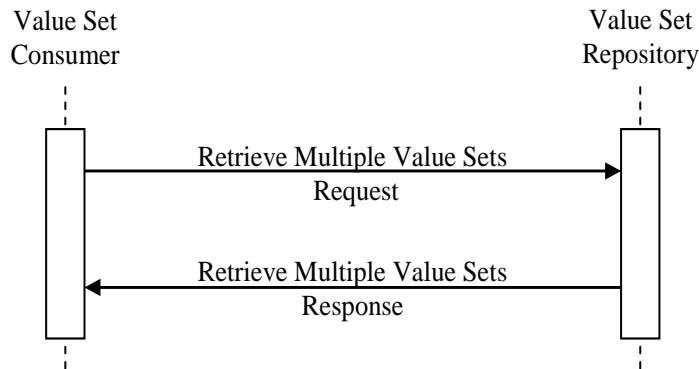 Value Set
Consumer
Value Set
Repository
Retrieve Multiple Value Sets
Request
Retrieve Multiple Value Sets
Response